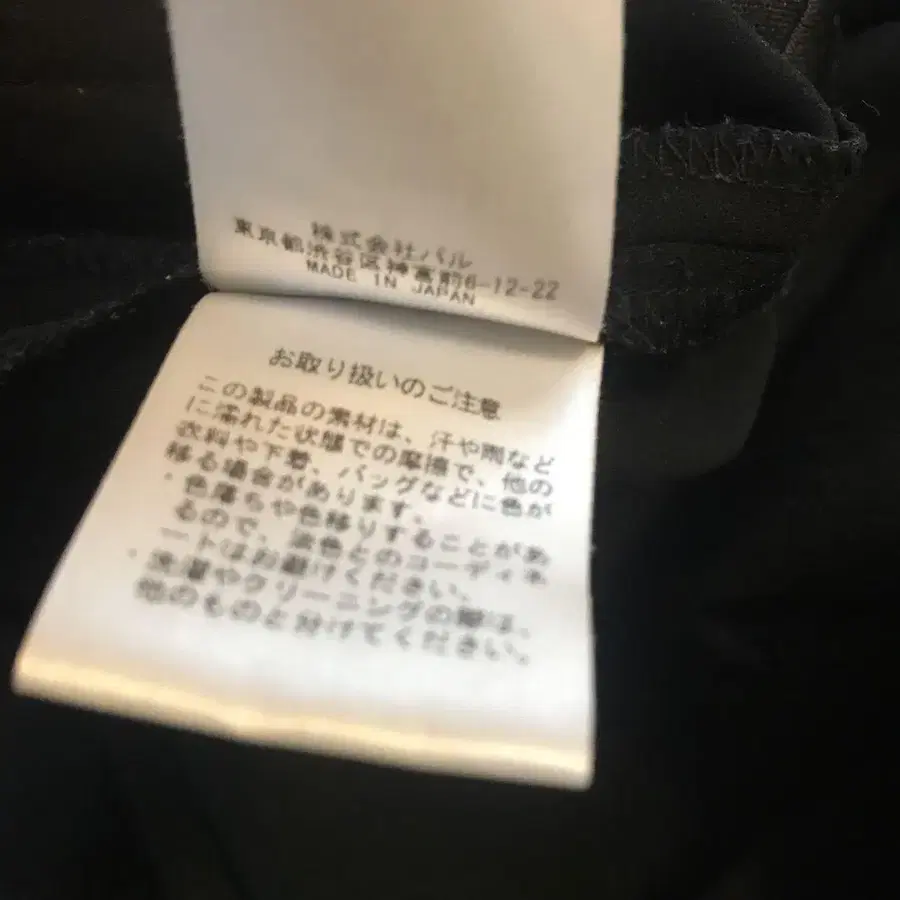 株式会社パル
東京都渋谷区神宮前6-12-22
MADE IN JAPAN
お取り扱いのご注意
この製品の素材は、汗や雨など
に濡れた状態での摩擦で、他の
衣料や下着、バッグなどに色が
移る場合があります。
・色落ちや色移りすることがあ
るので、淡色とのコーディネ
ートはお避けください。
・洗濯やクリーニングの際は、
他のものと分けてください。